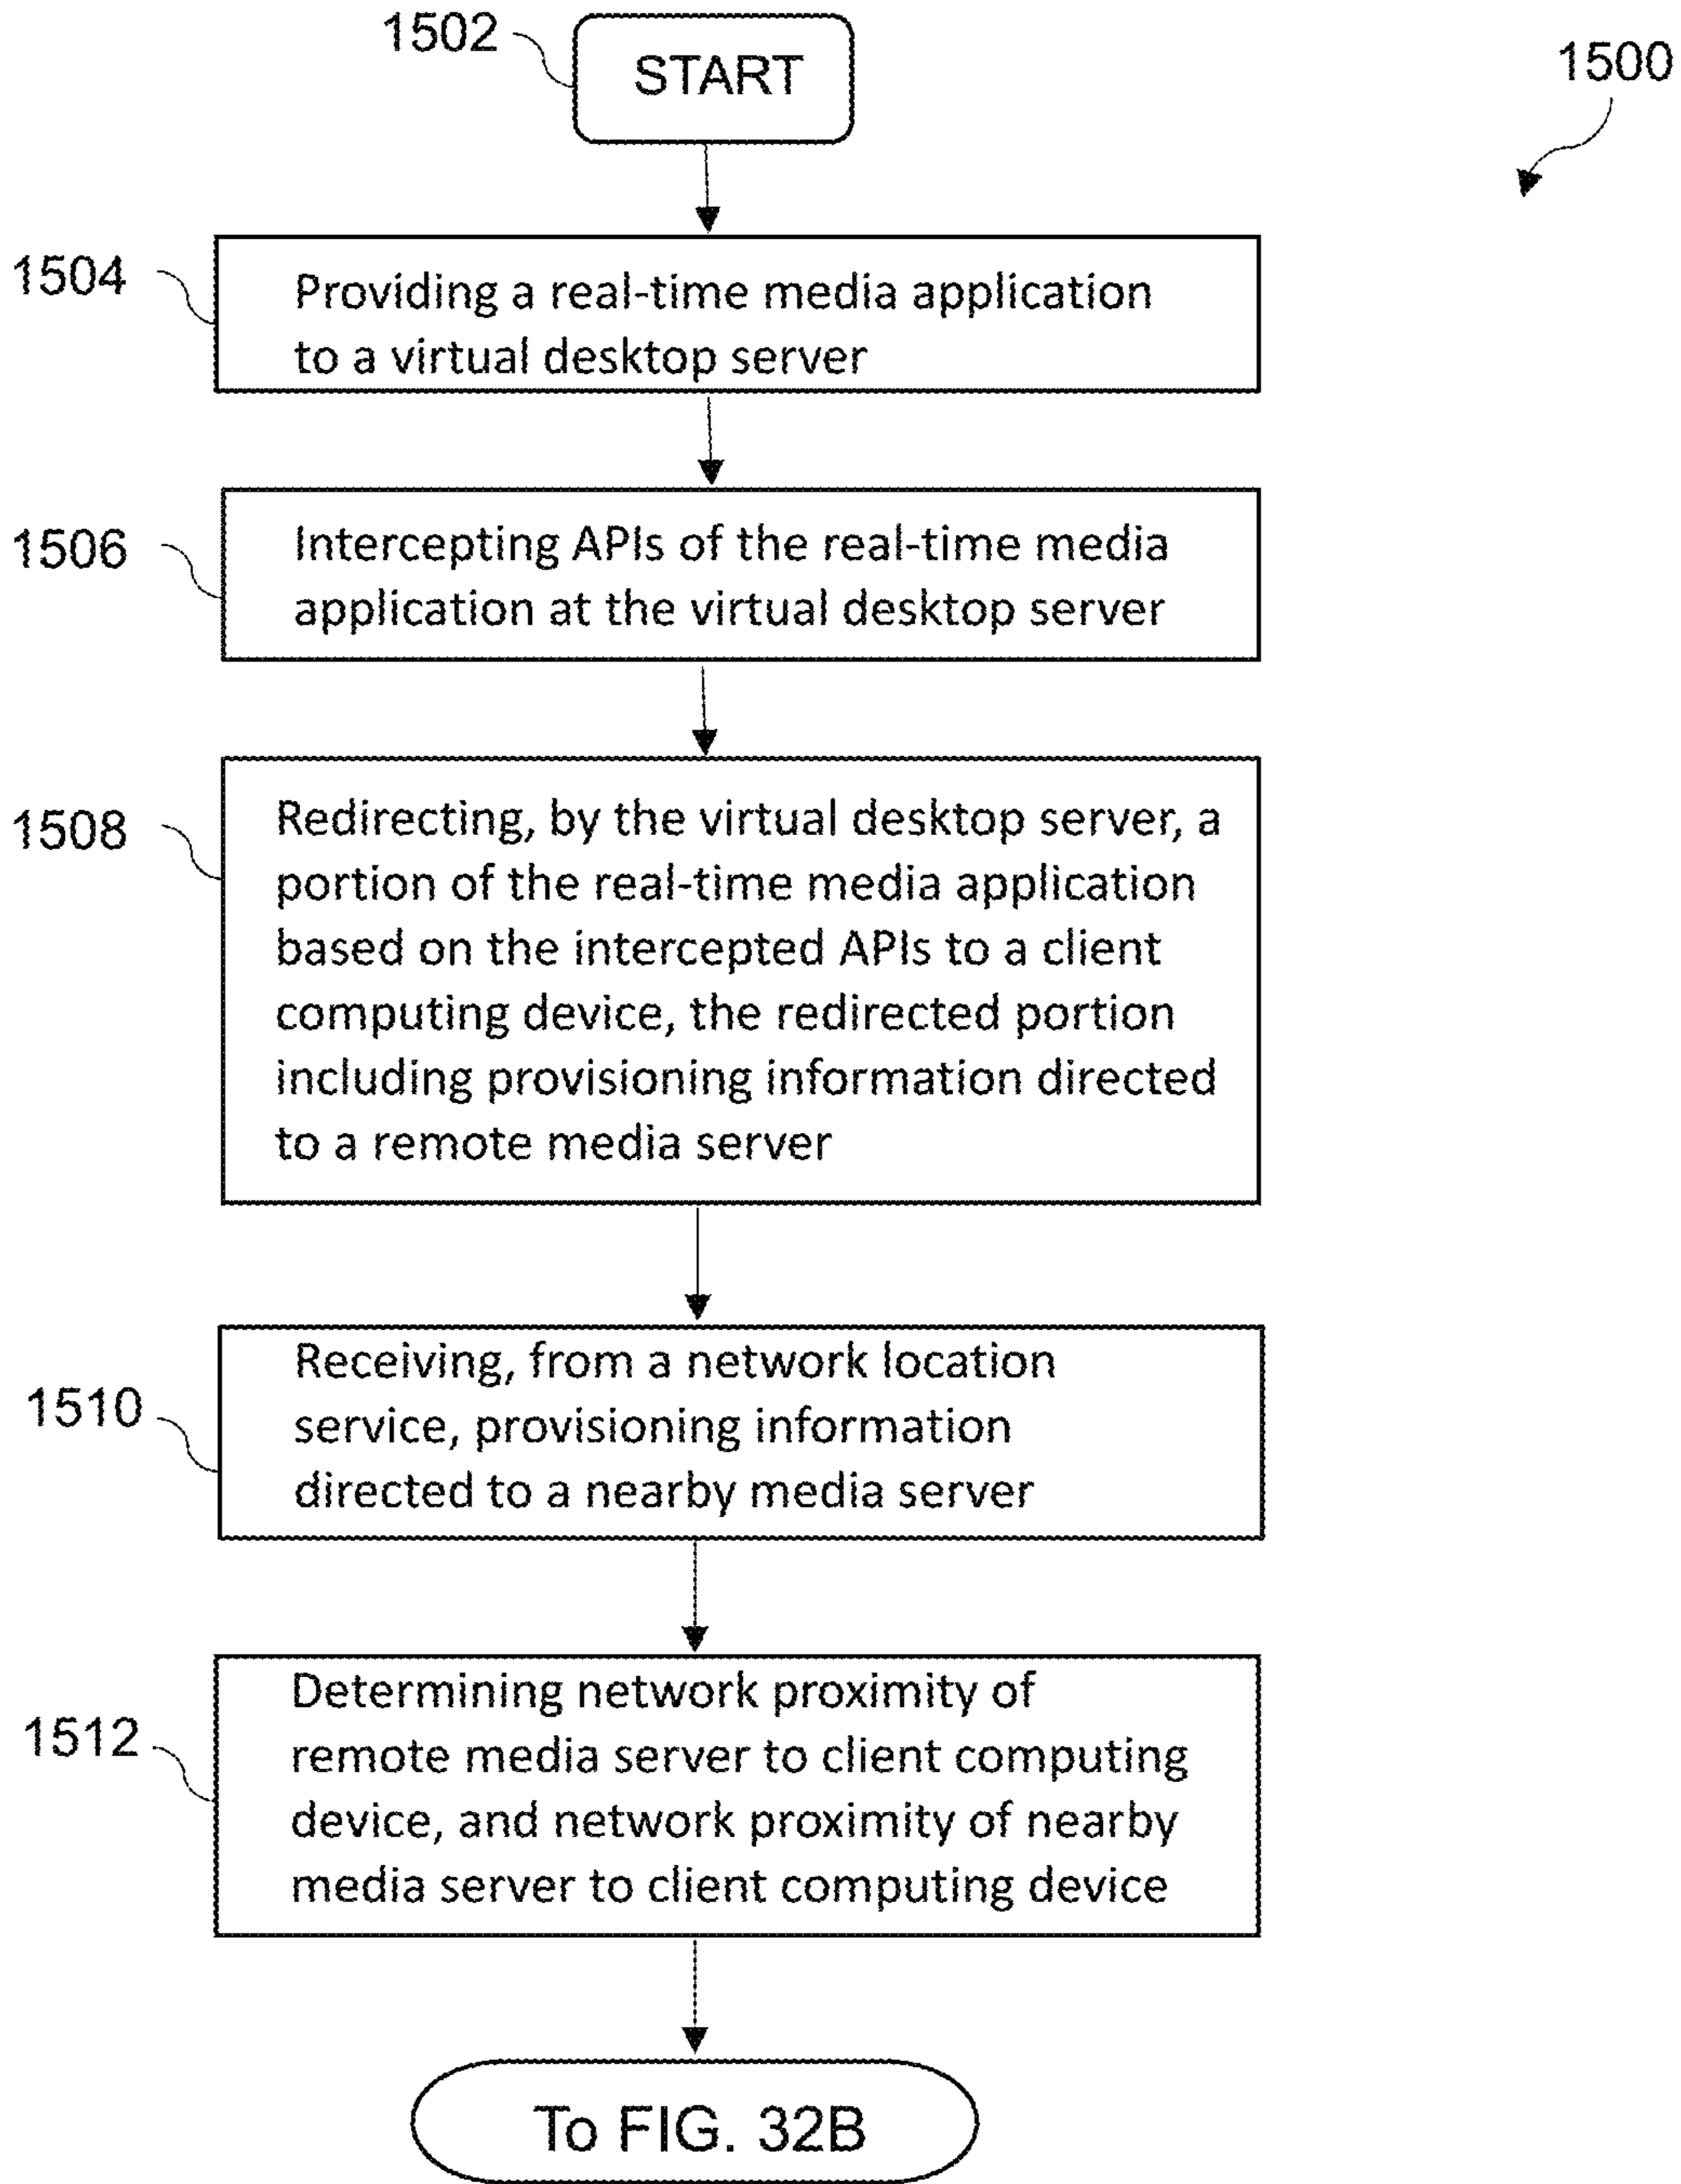 1502
START
1500
1504
Providing a real-time media application
to a virtual desktop server
1506
Intercepting APIs of the real-time media
application at the virtual desktop server
1508
Redirecting, by the virtual desktop server, a
portion of the real-time media application
based on the intercepted APIs to a client
computing device, the redirected portion
including provisioning information directed
to a remote media server
1510
Receiving, from a network location
service, provisioning information
directed to a nearby media server
1512
Determining network proximity of
remote media server to client computing
device, and network proximity of nearby
media server to client computing device
To FIG. 32B